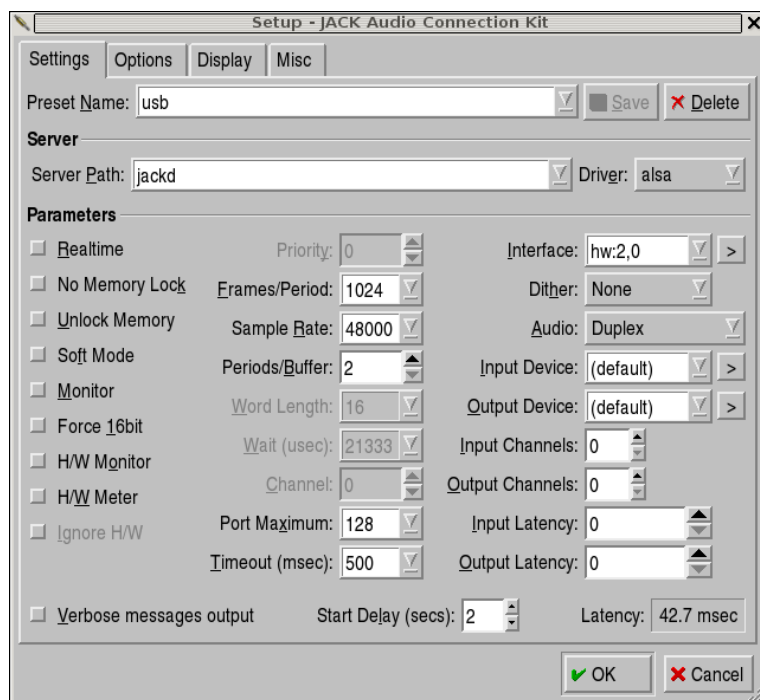 Setup - JACK Audio Connection Kit
Settings Options Display Misc
Preset Name: usb Save Delete
Server
Server Path: jackd Driver: alsa
Parameters
Realtime Priority: 0 Interface: hw:2,0 >
No Memory Lock Frames/Period: 1024 Dither: None
Unlock Memory Sample Rate: 48000 Audio: Duplex
Soft Mode Periods/Buffer: 2 Input Device: (default) >
Monitor Word Length: 16 Output Device: (default) >
Force 16bit Wait (usec): 21333 Input Channels: 0
H/W Monitor Channel: 0 Output Channels: 0
H/W Meter Port Maximum: 128 Input Latency: 0
Ignore H/W Timeout (msec): 500 Output Latency: 0
Verbose messages output Start Delay (secs): 2 Latency: 42.7 msec
OK Cancel